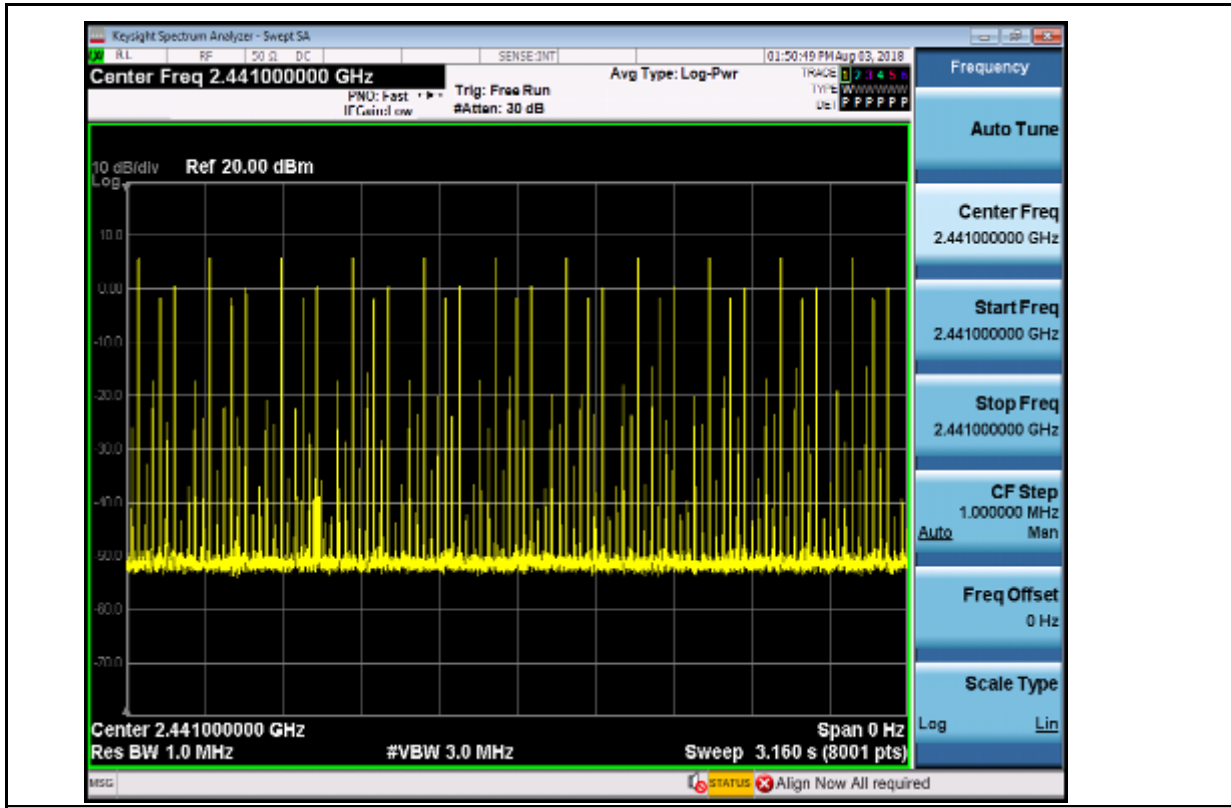 Keysight Spectrum Analyzer - Swept SA
RL RF 50 Ω DC SENSE:INT 01:50:49 PM Aug 03, 2018
Center Freq 2.441000000 GHz
Avg Type: Log-Pwr
TRACE 1 2 3 4 5 6
PNO: Fast
Trig: Free Run
TYPE WWWWWW
IFGain:Low
#Atten: 30 dB
DET P P P P P P
10 dB/div Ref 20.00 dBm
Log
10.0
0.00
-10.0
-20.0
-30.0
-40.0
-50.0
-60.0
-70.0
Center 2.441000000 GHz Span 0 Hz
Res BW 1.0 MHz #VBW 3.0 MHz Sweep 3.160 s (8001 pts)
MSG STATUS Align Now All required
Frequency
Auto Tune
Center Freq
2.441000000 GHz
Start Freq
2.441000000 GHz
Stop Freq
2.441000000 GHz
CF Step
1.000000 MHz
Auto Man
Freq Offset
0 Hz
Scale Type
Log Lin